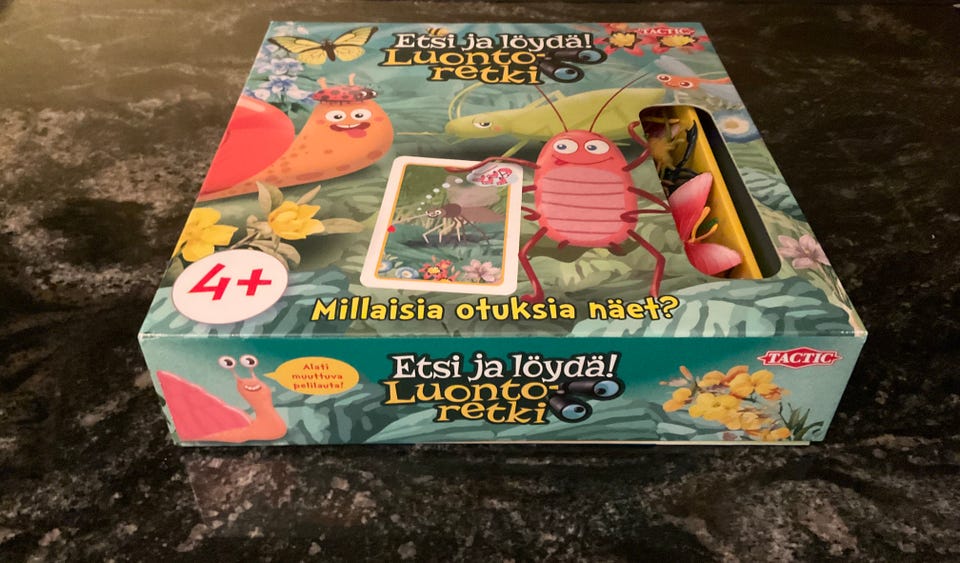 Etsi ja löydä!
Luonto-
retki
TACTIC
4+
Millaisia otuksia näet?
Alati
muuttuva
pelilauta!
Etsi ja löydä!
Luonto-
retki
TACTIC